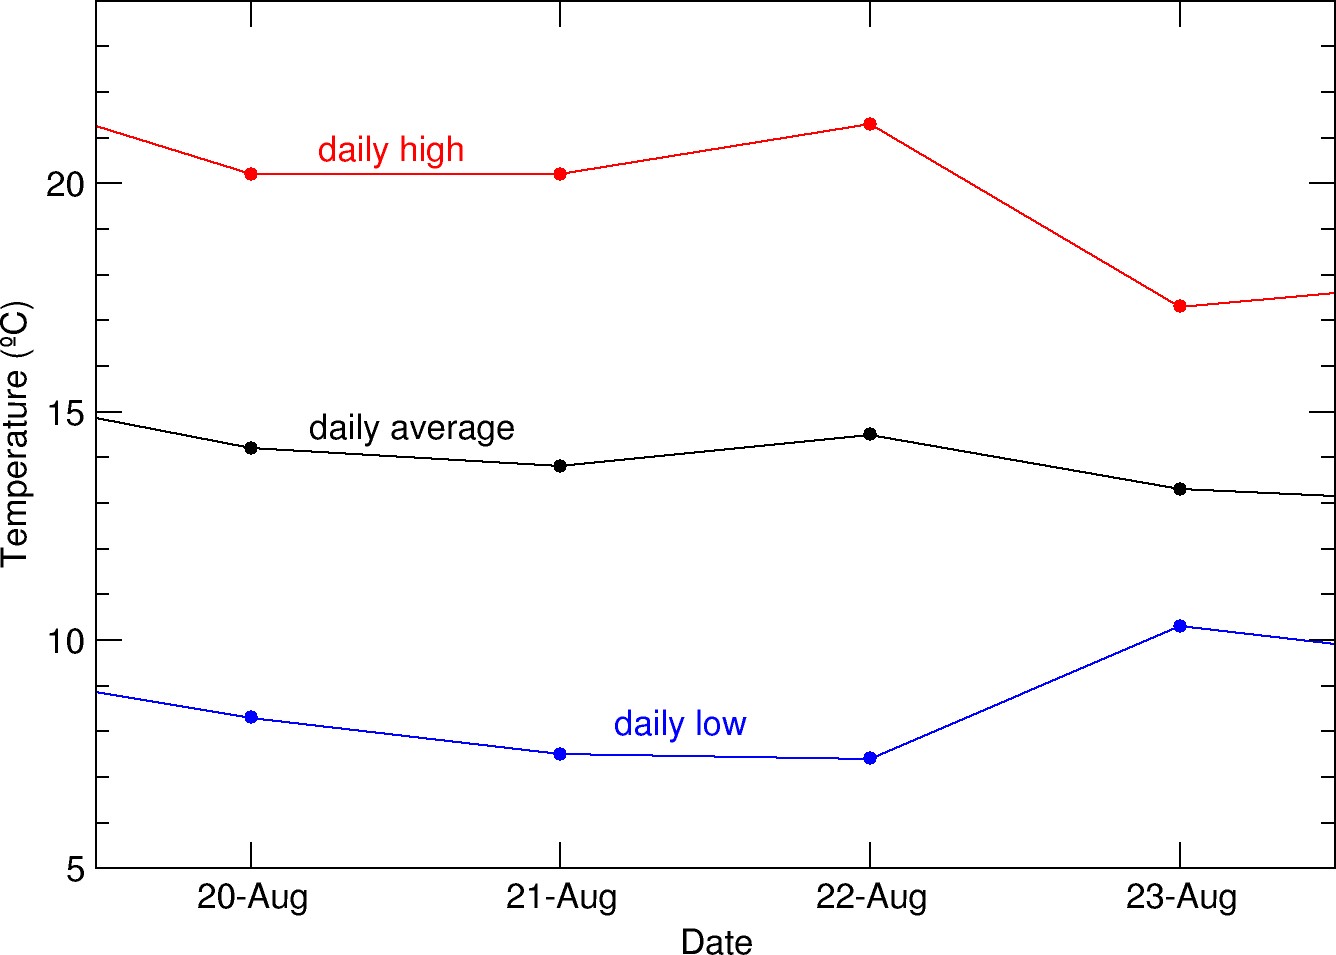 daily high
20
Temperature (ºC)
15
daily average
10
daily low
5
20-Aug 21-Aug 22-Aug 23-Aug
Date